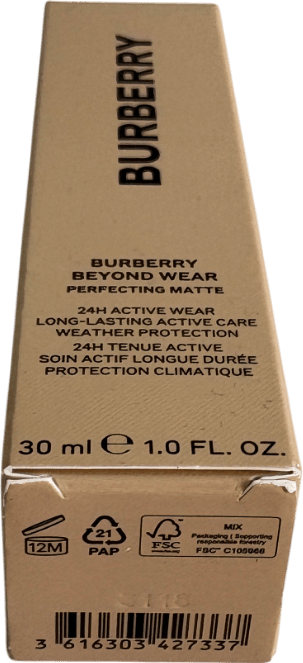 BURBERRY
BURBERRY
BEYOND WEAR
PERFECTING MATTE
24H ACTIVE WEAR
LONG-LASTING ACTIVE CARE
WEATHER PROTECTION
24H TENUE ACTIVE
SOIN ACTIF LONGUE DURÉE
PROTECTION CLIMATIQUE
30 ml ℮ 1.0 FL. OZ.
12M
21
PAP
FSC
MIX
Packaging | Supporting
responsible forestry
FSC™ C105968
3 616303 427337